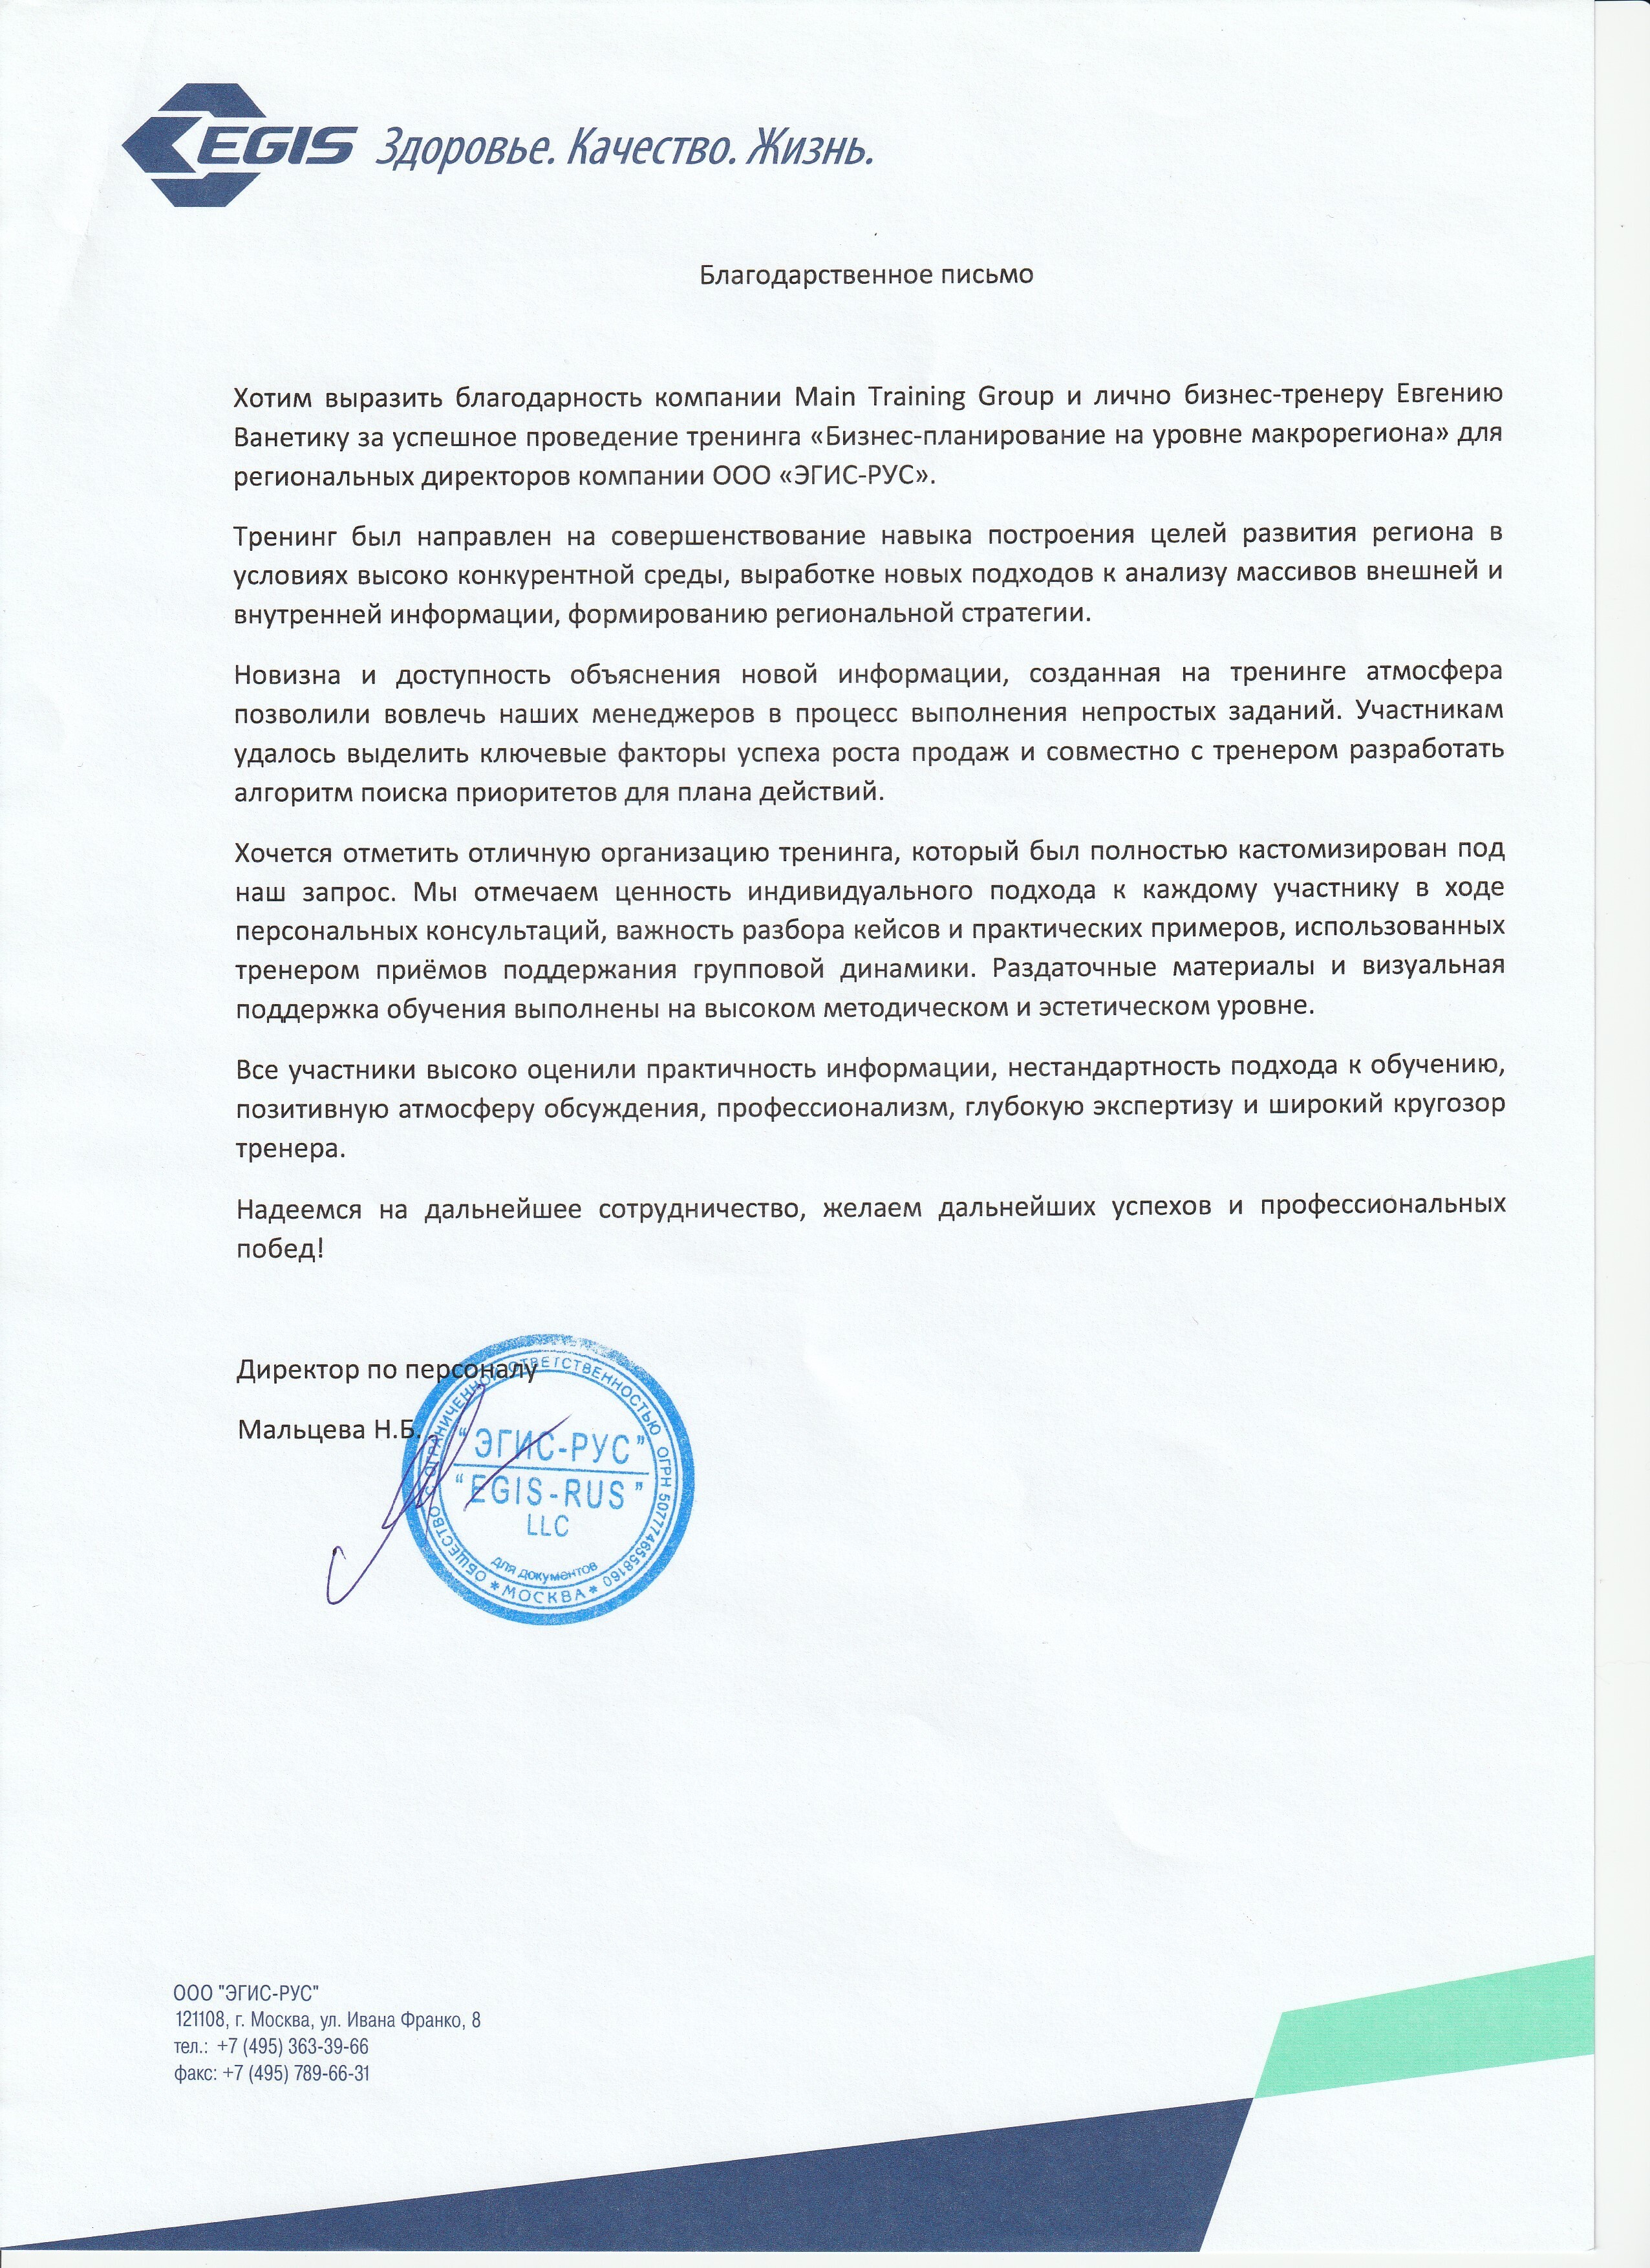 EGIS Здоровье. Качество. Жизнь.
Благодарственное письмо
Хотим выразить благодарность компании Main Training Group и лично бизнес-тренеру Евгению
Ванетику за успешное проведение тренинга «Бизнес-планирование на уровне макрорегиона» для
региональных директоров компании ООО «ЭГИС-РУС».
Тренинг был направлен на совершенствование навыка построения целей развития региона в
условиях высоко конкурентной среды, выработке новых подходов к анализу массивов внешней и
внутренней информации, формированию региональной стратегии.
Новизна и доступность объяснения новой информации, созданная на тренинге атмосфера
позволили вовлечь наших менеджеров в процесс выполнения непростых заданий. Участникам
удалось выделить ключевые факторы успеха роста продаж и совместно с тренером разработать
алгоритм поиска приоритетов для плана действий.
Хочется отметить отличную организацию тренинга, который был полностью кастомизирован под
наш запрос. Мы отмечаем ценность индивидуального подхода к каждому участнику в ходе
персональных консультаций, важность разбора кейсов и практических примеров, использованных
тренером приёмов поддержания групповой динамики. Раздаточные материалы и визуальная
поддержка обучения выполнены на высоком методическом и эстетическом уровне.
Все участники высоко оценили практичность информации, нестандартность подхода к обучению,
позитивную атмосферу обсуждения, профессионализм, глубокую экспертизу и широкий кругозор
тренера.
Надеемся на дальнейшее сотрудничество, желаем дальнейших успехов и профессиональных
побед!
Директор по персоналу
Мальцева Н.Б.
ОБЩЕСТВО С ОГРАНИЧЕННОЙ ОТВЕТСТВЕННОСТЬЮ ОГРН 5077746558160
"ЭГИС-РУС"
"EGIS-RUS"
LLC
для документов
* МОСКВА *
ООО "ЭГИС-РУС"
121108, г. Москва, ул. Ивана Франко, 8
тел.: +7 (495) 363-39-66
факс: +7 (495) 789-66-31